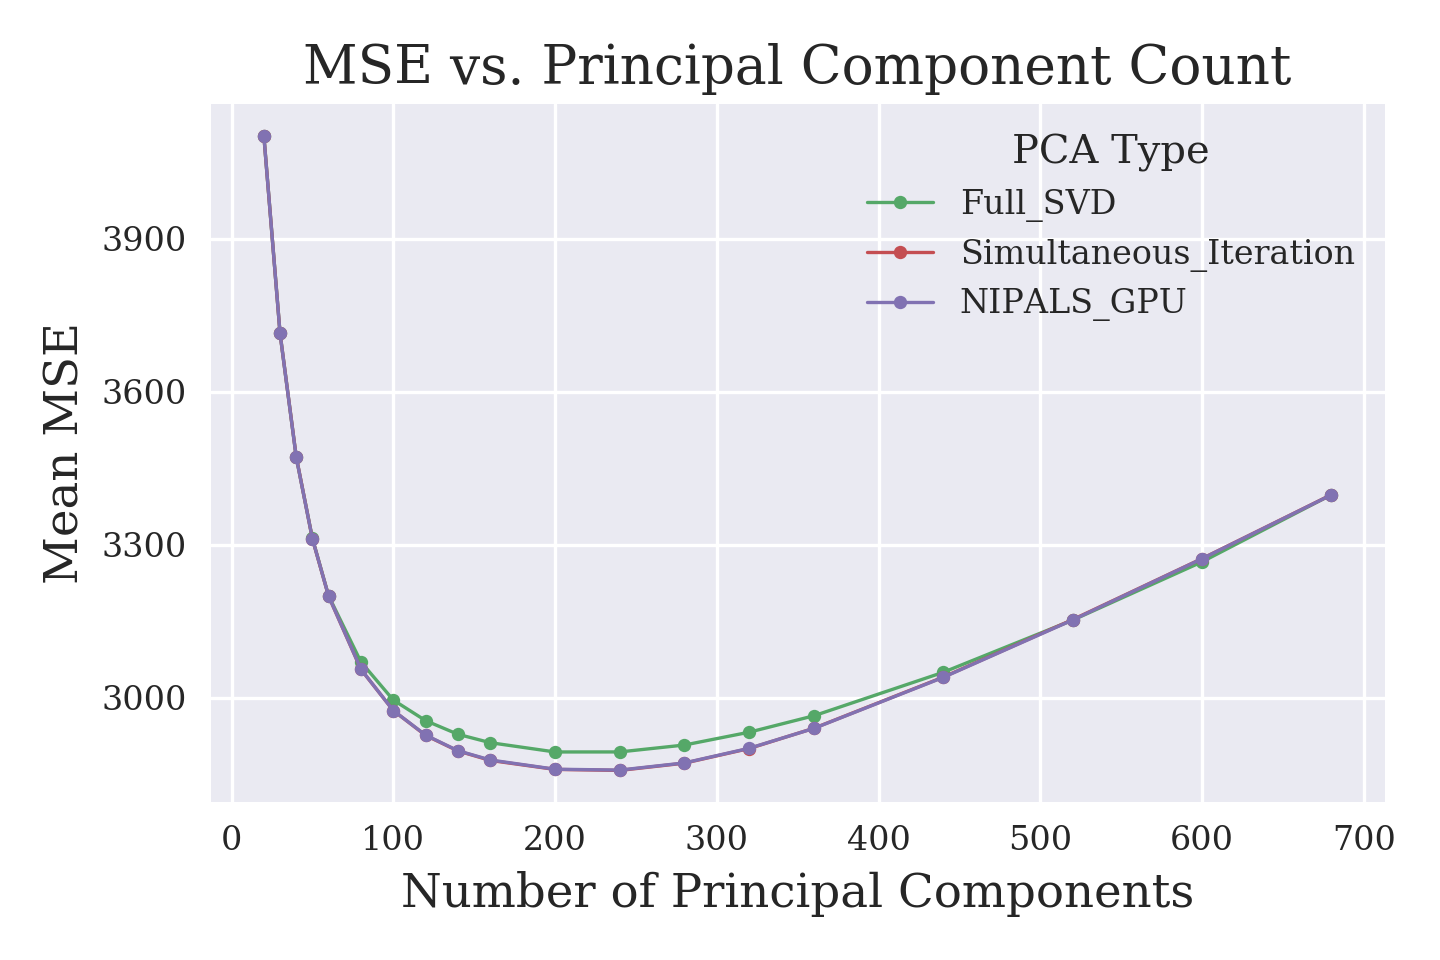 MSE vs. Principal Component Count
PCA Type
Full_SVD
Simultaneous_Iteration
NIPALS_GPU
Mean MSE
3900
3600
3300
3000
0 100 200 300 400 500 600 700
Number of Principal Components